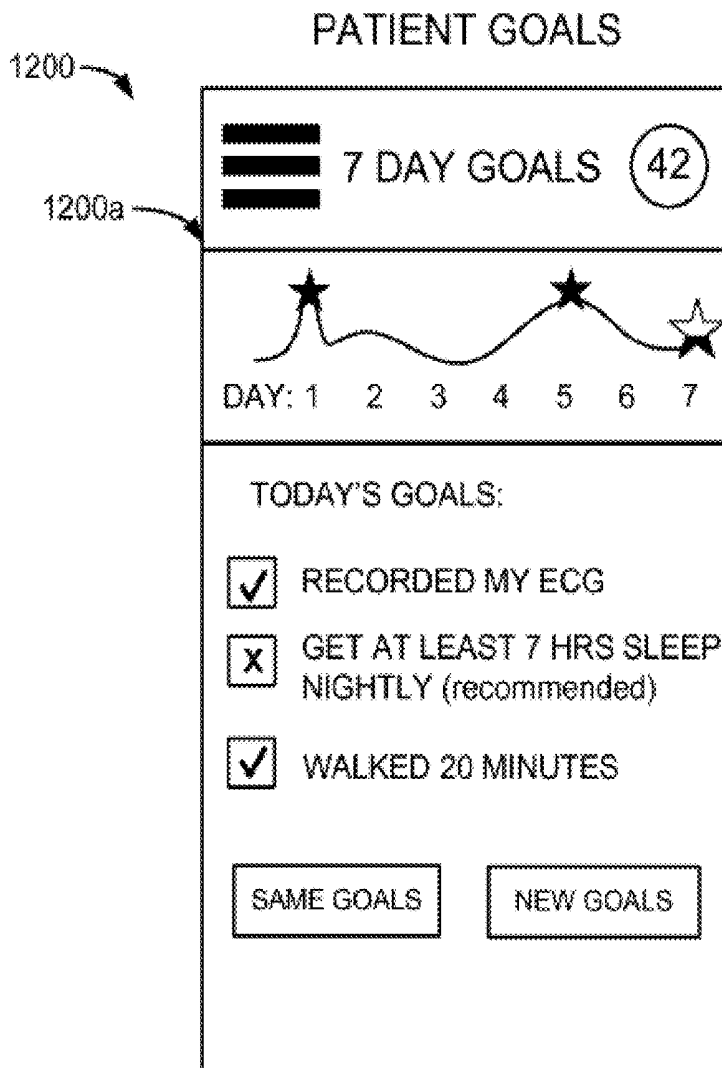 PATIENT GOALS
1200
7 DAY GOALS 42
1200a
DAY: 1 2 3 4 5 6 7
TODAY'S GOALS:
RECORDED MY ECG
X GET AT LEAST 7 HRS SLEEP
NIGHTLY (recommended)
WALKED 20 MINUTES
SAME GOALS NEW GOALS